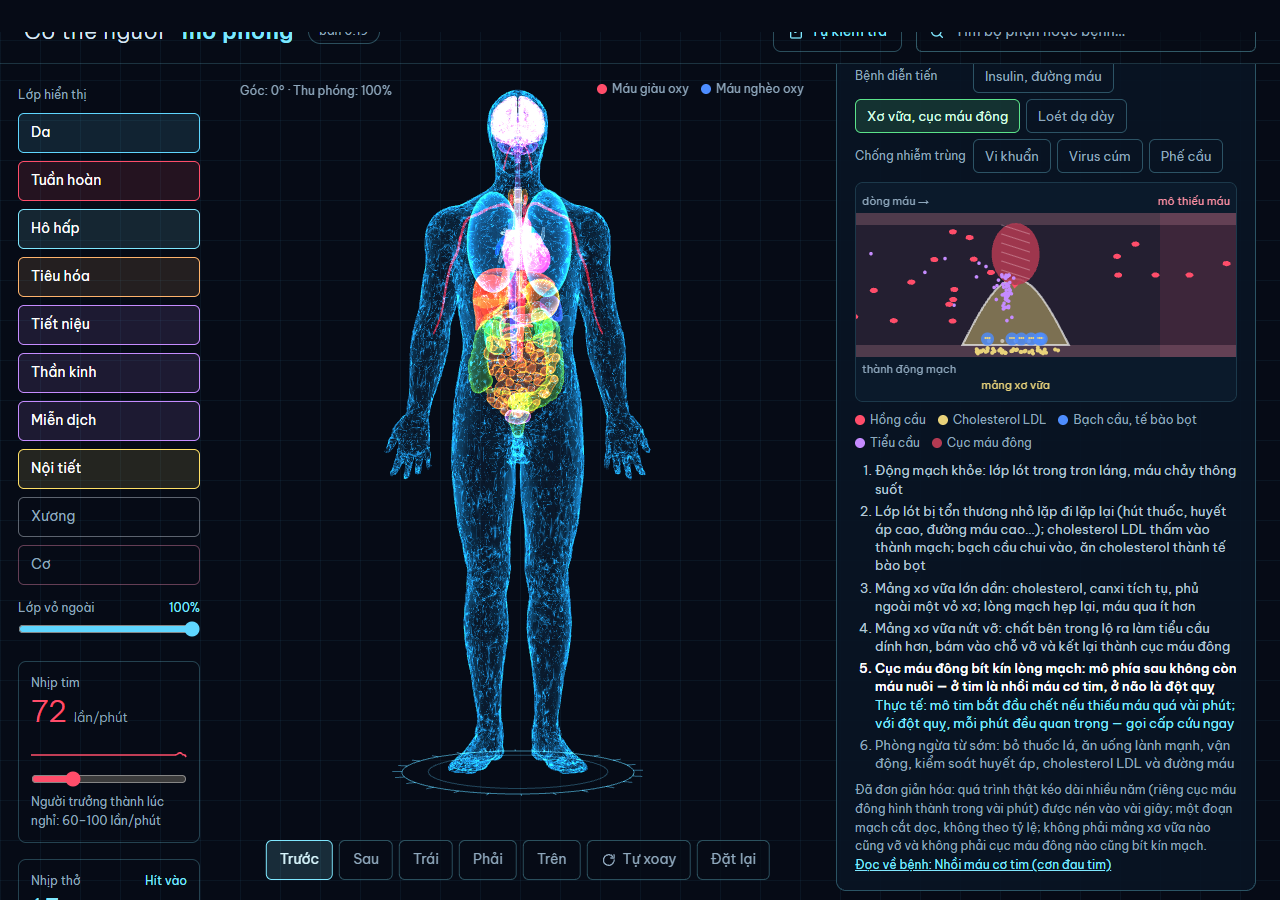 Cơ thể người mô phỏng
bản 0.19
Tự kiểm tra
Tìm bộ phận hoặc bệnh...
Lớp hiển thị
Da
Tuần hoàn
Hô hấp
Tiêu hóa
Tiết niệu
Thần kinh
Miễn dịch
Nội tiết
Xương
Cơ
Lớp vỏ ngoài 100%
Nhịp tim
72 lần/phút
Người trưởng thành lúc
nghỉ: 60–100 lần/phút
Nhịp thở Hít vào
Góc: 0° · Thu phóng: 100%
Máu giàu oxy Máu nghèo oxy
Trước Sau Trái Phải Trên Tự xoay Đặt lại
Bệnh diễn tiến Insulin, đường máu
Xơ vữa, cục máu đông Loét dạ dày
Chống nhiễm trùng Vi khuẩn Virus cúm Phế cầu
dòng máu → mô thiếu máu
thành động mạch
mảng xơ vữa
Hồng cầu Cholesterol LDL Bạch cầu, tế bào bọt
Tiểu cầu Cục máu đông
1. Động mạch khỏe: lớp lót trong trơn láng, máu chảy thông
suốt
2. Lớp lót bị tổn thương nhỏ lặp đi lặp lại (hút thuốc, huyết
áp cao, đường máu cao...); cholesterol LDL thấm vào
thành mạch; bạch cầu chui vào, ăn cholesterol thành tế
bào bọt
3. Mảng xơ vữa lớn dần: cholesterol, canxi tích tụ, phủ
ngoài một vỏ xơ; lòng mạch hẹp lại, máu qua ít hơn
4. Mảng xơ vữa nứt vỡ: chất bên trong lộ ra làm tiểu cầu
dính hơn, bám vào chỗ vỡ và kết lại thành cục máu đông
5. Cục máu đông bít kín lòng mạch: mô phía sau không còn
máu nuôi — ở tim là nhồi máu cơ tim, ở não là đột quỵ
Thực tế: mô tim bắt đầu chết nếu thiếu máu quá vài phút;
với đột quỵ, mỗi phút đều quan trọng — gọi cấp cứu ngay
6. Phòng ngừa từ sớm: bỏ thuốc lá, ăn uống lành mạnh, vận
động, kiểm soát huyết áp, cholesterol LDL và đường máu
Đã đơn giản hóa: quá trình thật kéo dài nhiều năm (riêng cục máu
đông hình thành trong vài phút) được nén vào vài giây; một đoạn
mạch cắt dọc, không theo tỷ lệ; không phải mảng xơ vữa nào
cũng vỡ và không phải cục máu đông nào cũng bít kín mạch.
Đọc về bệnh: Nhồi máu cơ tim (cơn đau tim)